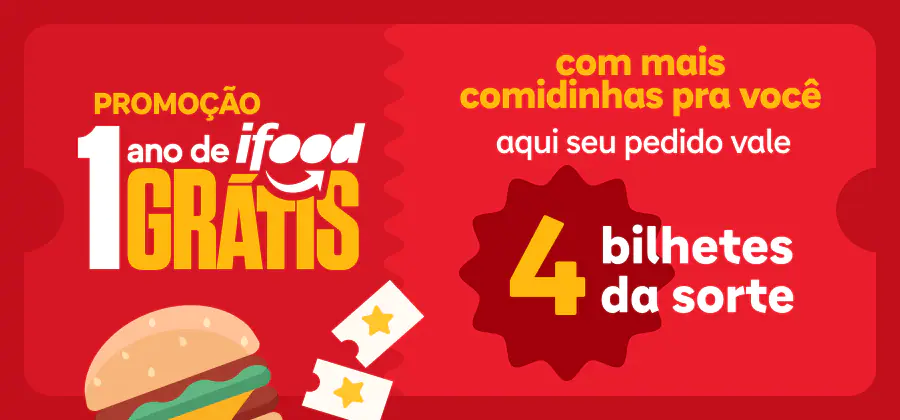 PROMOÇÃO
1 ano de ifood
GRÁTIS
com mais
comidinhas pra você
aqui seu pedido vale
4 bilhetes
da sorte